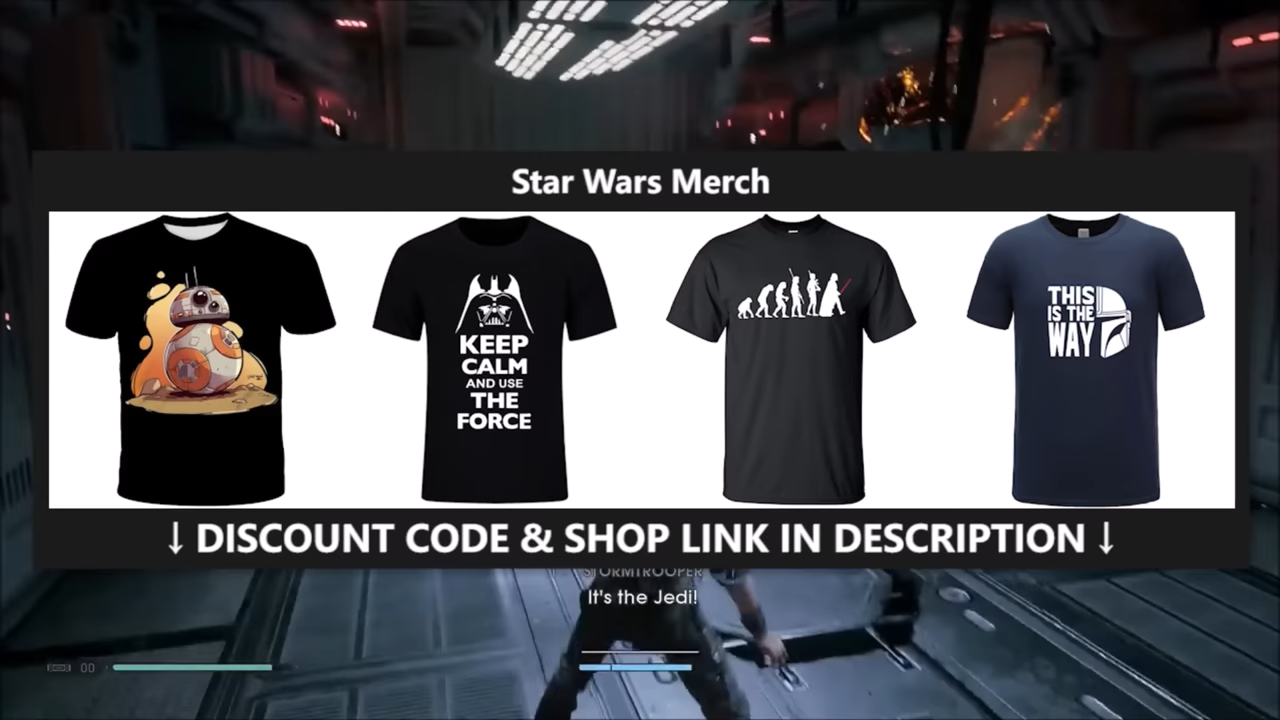 Star Wars Merch
KEEP
CALM
AND USE
THE
FORCE
THIS
IS THE
WAY
↓ DISCOUNT CODE & SHOP LINK IN DESCRIPTION ↓
STORMTROOPER
It's the Jedi!
00